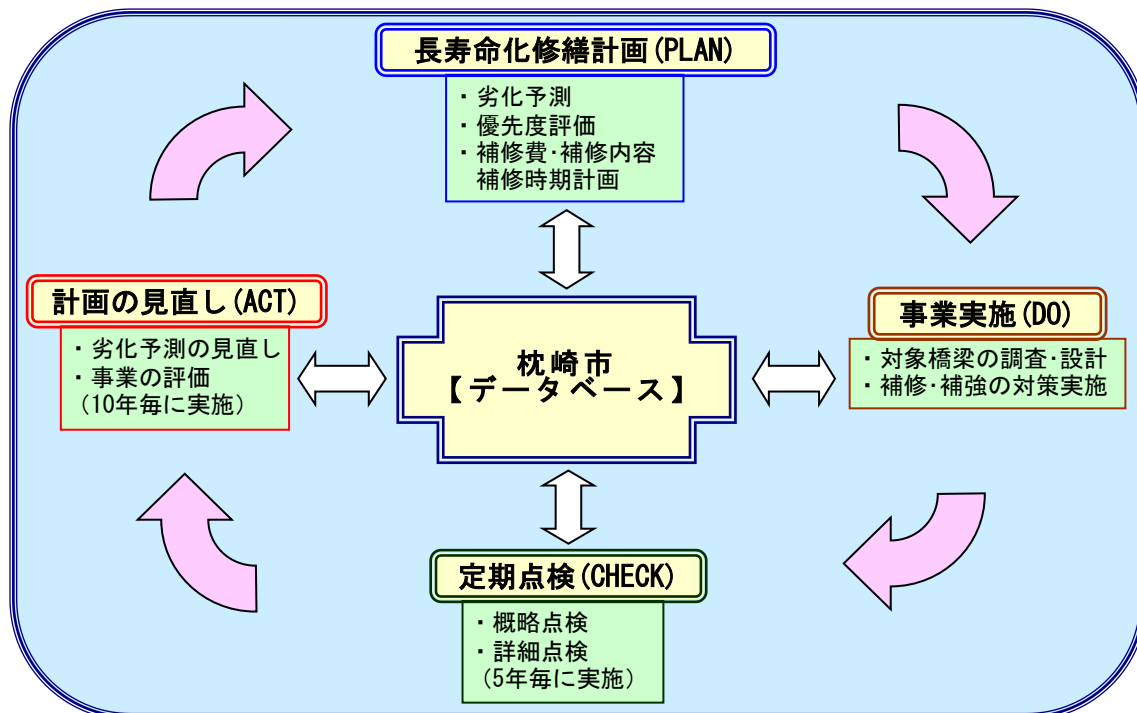 長寿命化修繕計画(PLAN)
・劣化予測
・優先度評価
・補修費・補修内容
補修時期計画
計画の見直し(ACT)
・劣化予測の見直し
・事業の評価
(10年毎に実施)
枕崎市
【データベース】
事業実施(DO)
・対象橋梁の調査・設計
・補修・補強の対策実施
定期点検(CHECK)
・概略点検
・詳細点検
(5年毎に実施)